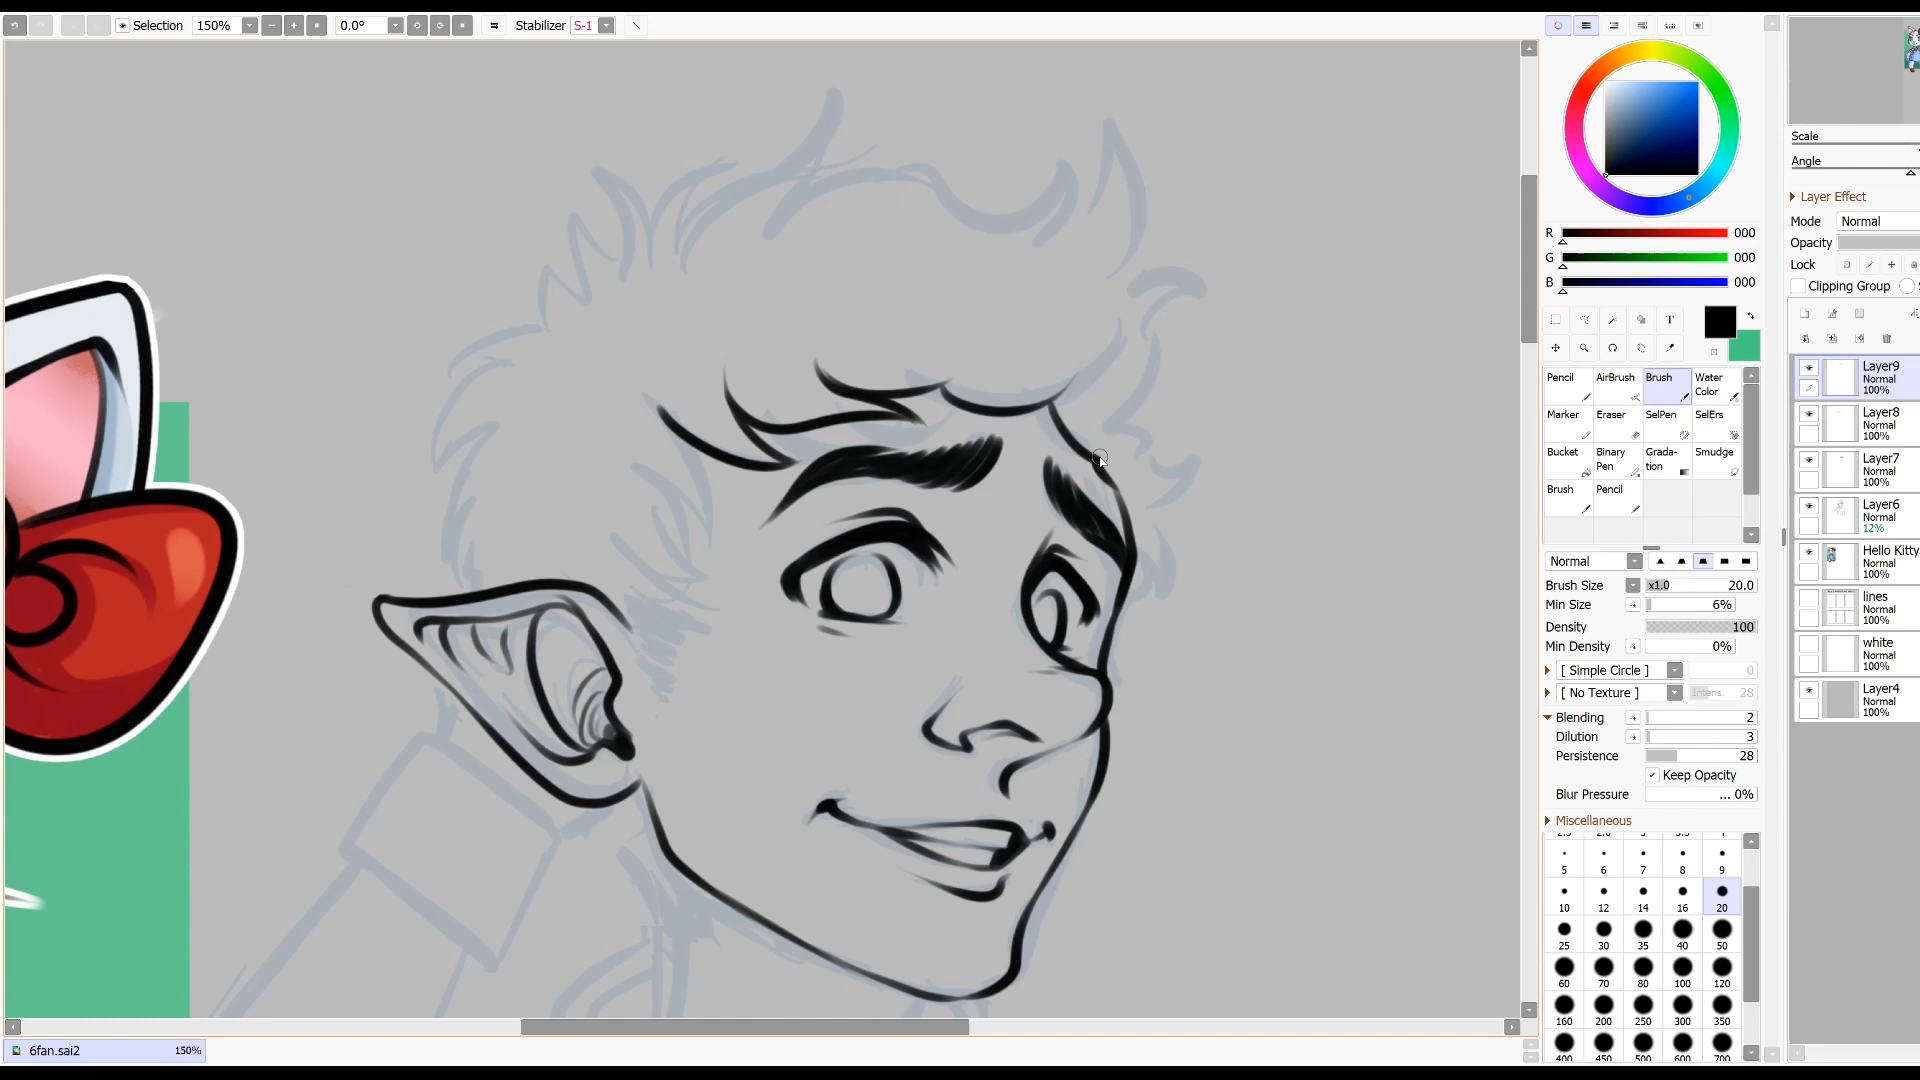 Selection 150% 0.0° Stabilizer S-1
Scale
Angle
Layer Effect
Mode Normal
Opacity
Lock
Clipping Group
R 000
G 000
B 000
T
Pencil AirBrush Brush Water Color
Marker Eraser SelPen SelErs
Bucket Binary Pen Grada-tion Smudge
Brush Pencil
Normal
Brush Size x1.0 20.0
Min Size 6%
Density 100
Min Density 0%
[ Simple Circle ] 0
[ No Texture ] Intens. 28
Blending 2
Dilution 3
Persistence 28
Keep Opacity
Blur Pressure ... 0%
Miscellaneous
5 6 7 8 9
10 12 14 16 20
25 30 35 40 50
60 70 80 100 120
160 200 250 300 350
400 450 500 600 700
Layer9
Normal
100%
Layer8
Normal
100%
Layer7
Normal
100%
Layer6
Normal
12%
Hello Kitty
Normal
100%
lines
Normal
100%
white
Normal
100%
Layer4
Normal
100%
6fan.sai2 150%